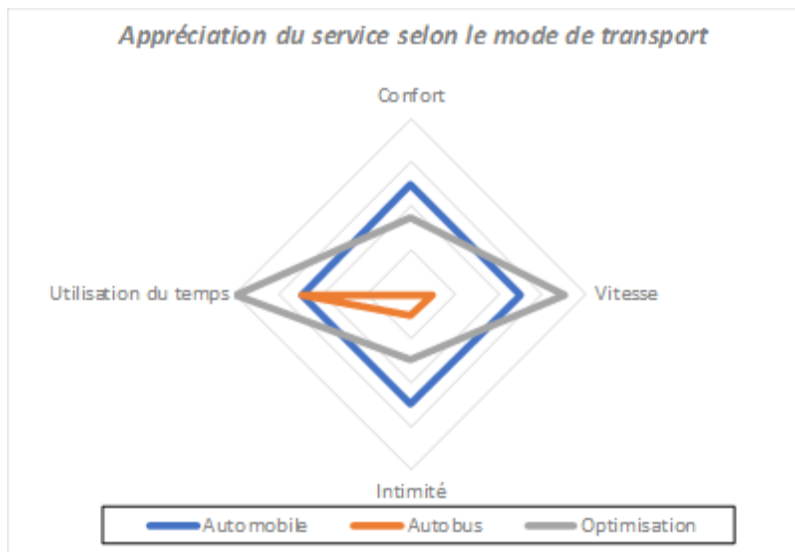 Appréciation du service selon le mode de transport
Confort
Utilisation du temps
Vitesse
Intimité
Automobile
Autobus
Optimisation